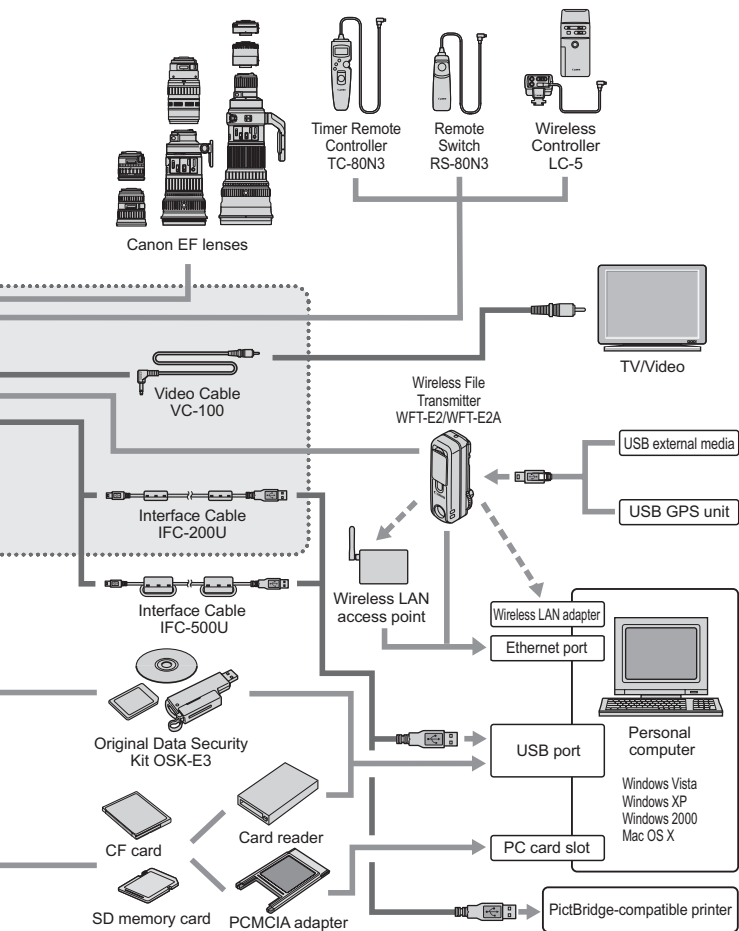 Timer Remote
Controller
TC-80N3
Remote
Switch
RS-80N3
Wireless
Controller
LC-5
Canon EF lenses
TV/Video
Video Cable
VC-100
Wireless File
Transmitter
WFT-E2/WFT-E2A
USB external media
USB GPS unit
Interface Cable
IFC-200U
Wireless LAN
access point
Wireless LAN adapter
Ethernet port
Interface Cable
IFC-500U
Original Data Security
Kit OSK-E3
USB port
Personal
computer
Windows Vista
Windows XP
Windows 2000
Mac OS X
CF card
Card reader
PC card slot
SD memory card
PCMCIA adapter
PictBridge-compatible printer